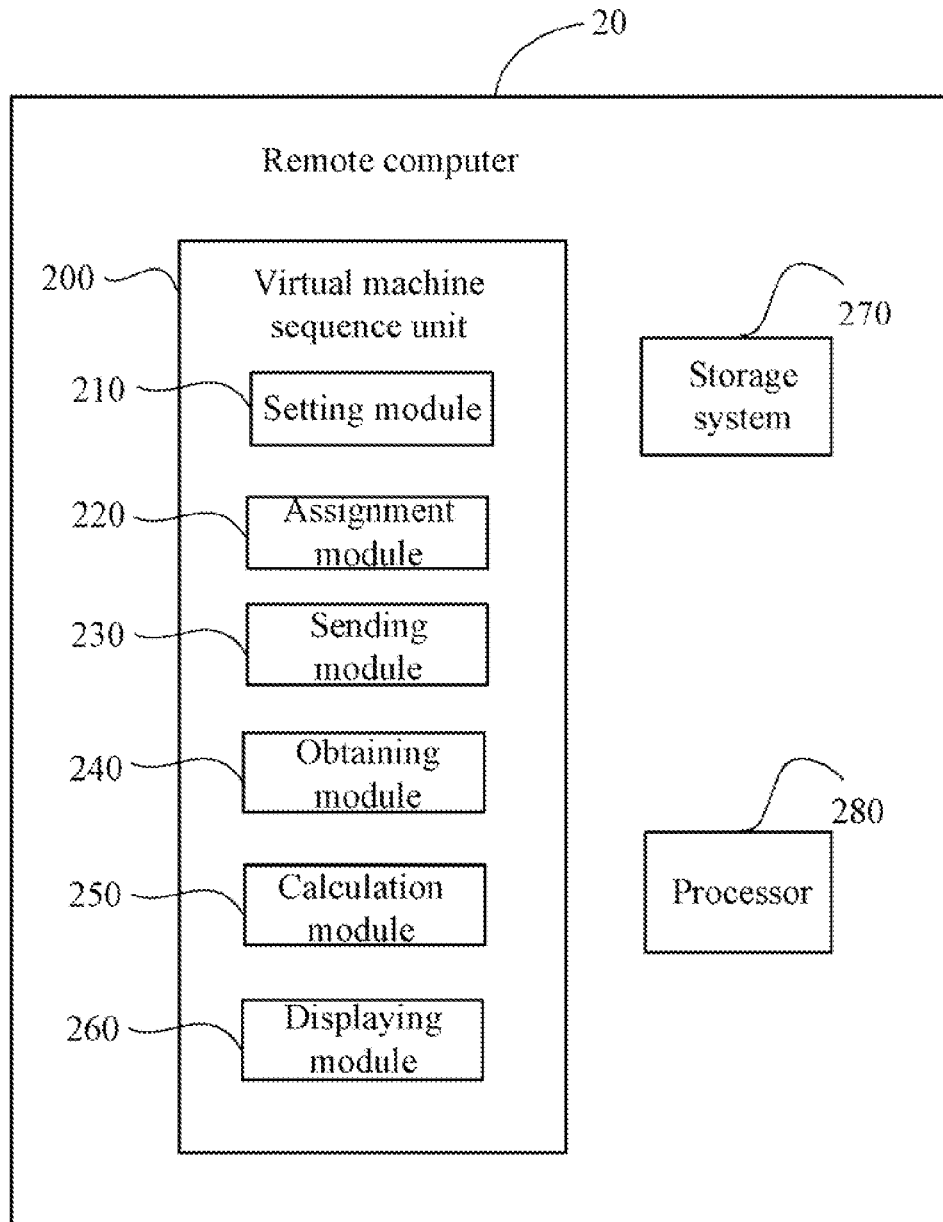 20
Remote computer
200
Virtual machine
sequence unit
210
Setting module
220
Assignment
module
230
Sending
module
240
Obtaining
module
250
Calculation
module
260
Displaying
module
270
Storage
system
280
Processor